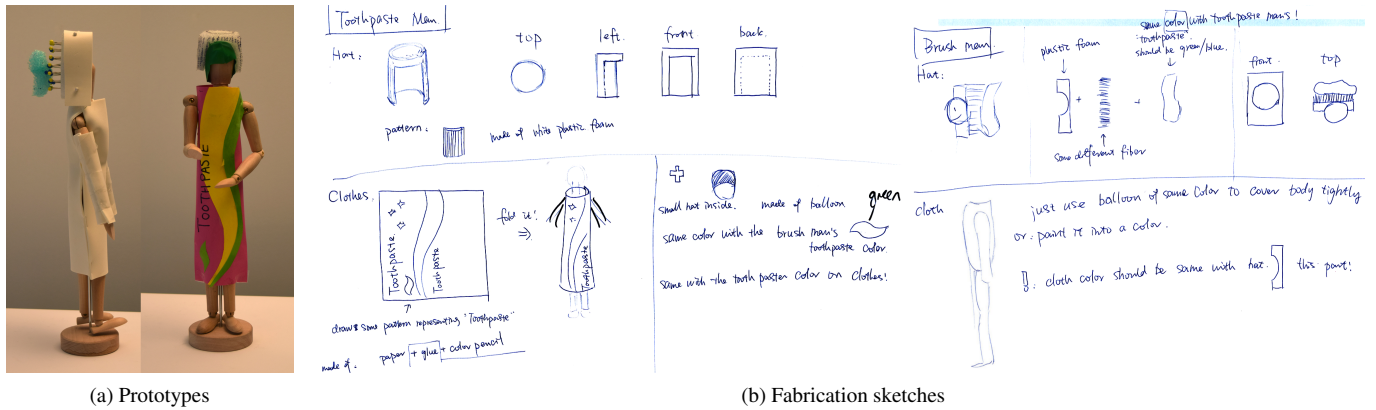 TOOTHPASTE
(a) Prototypes
Toothpaste Man
Hat:
top
left.
front
back.
pattern:
made of white plastic foam
Clothes.
Toothpaste
Toothpaste
fold it!
⇒
Toothpaste
draw some pattern representing "Toothpaste"
made of.
paper + glue + color pencil
small hat inside. made of balloon
green
same color with the brush man's
toothpaste color
same with the tooth paster color on clothes!
Brush man.
Hat:
plastic foam
+
some different fiber
same color with toothpaste man's!
"toothpaste"
should be green/blue.
front.
top
cloth
just use balloon of same color to cover body tightly
or: paint it into a color.
!! : cloth color should be same with hat. this part!
(b) Fabrication sketches